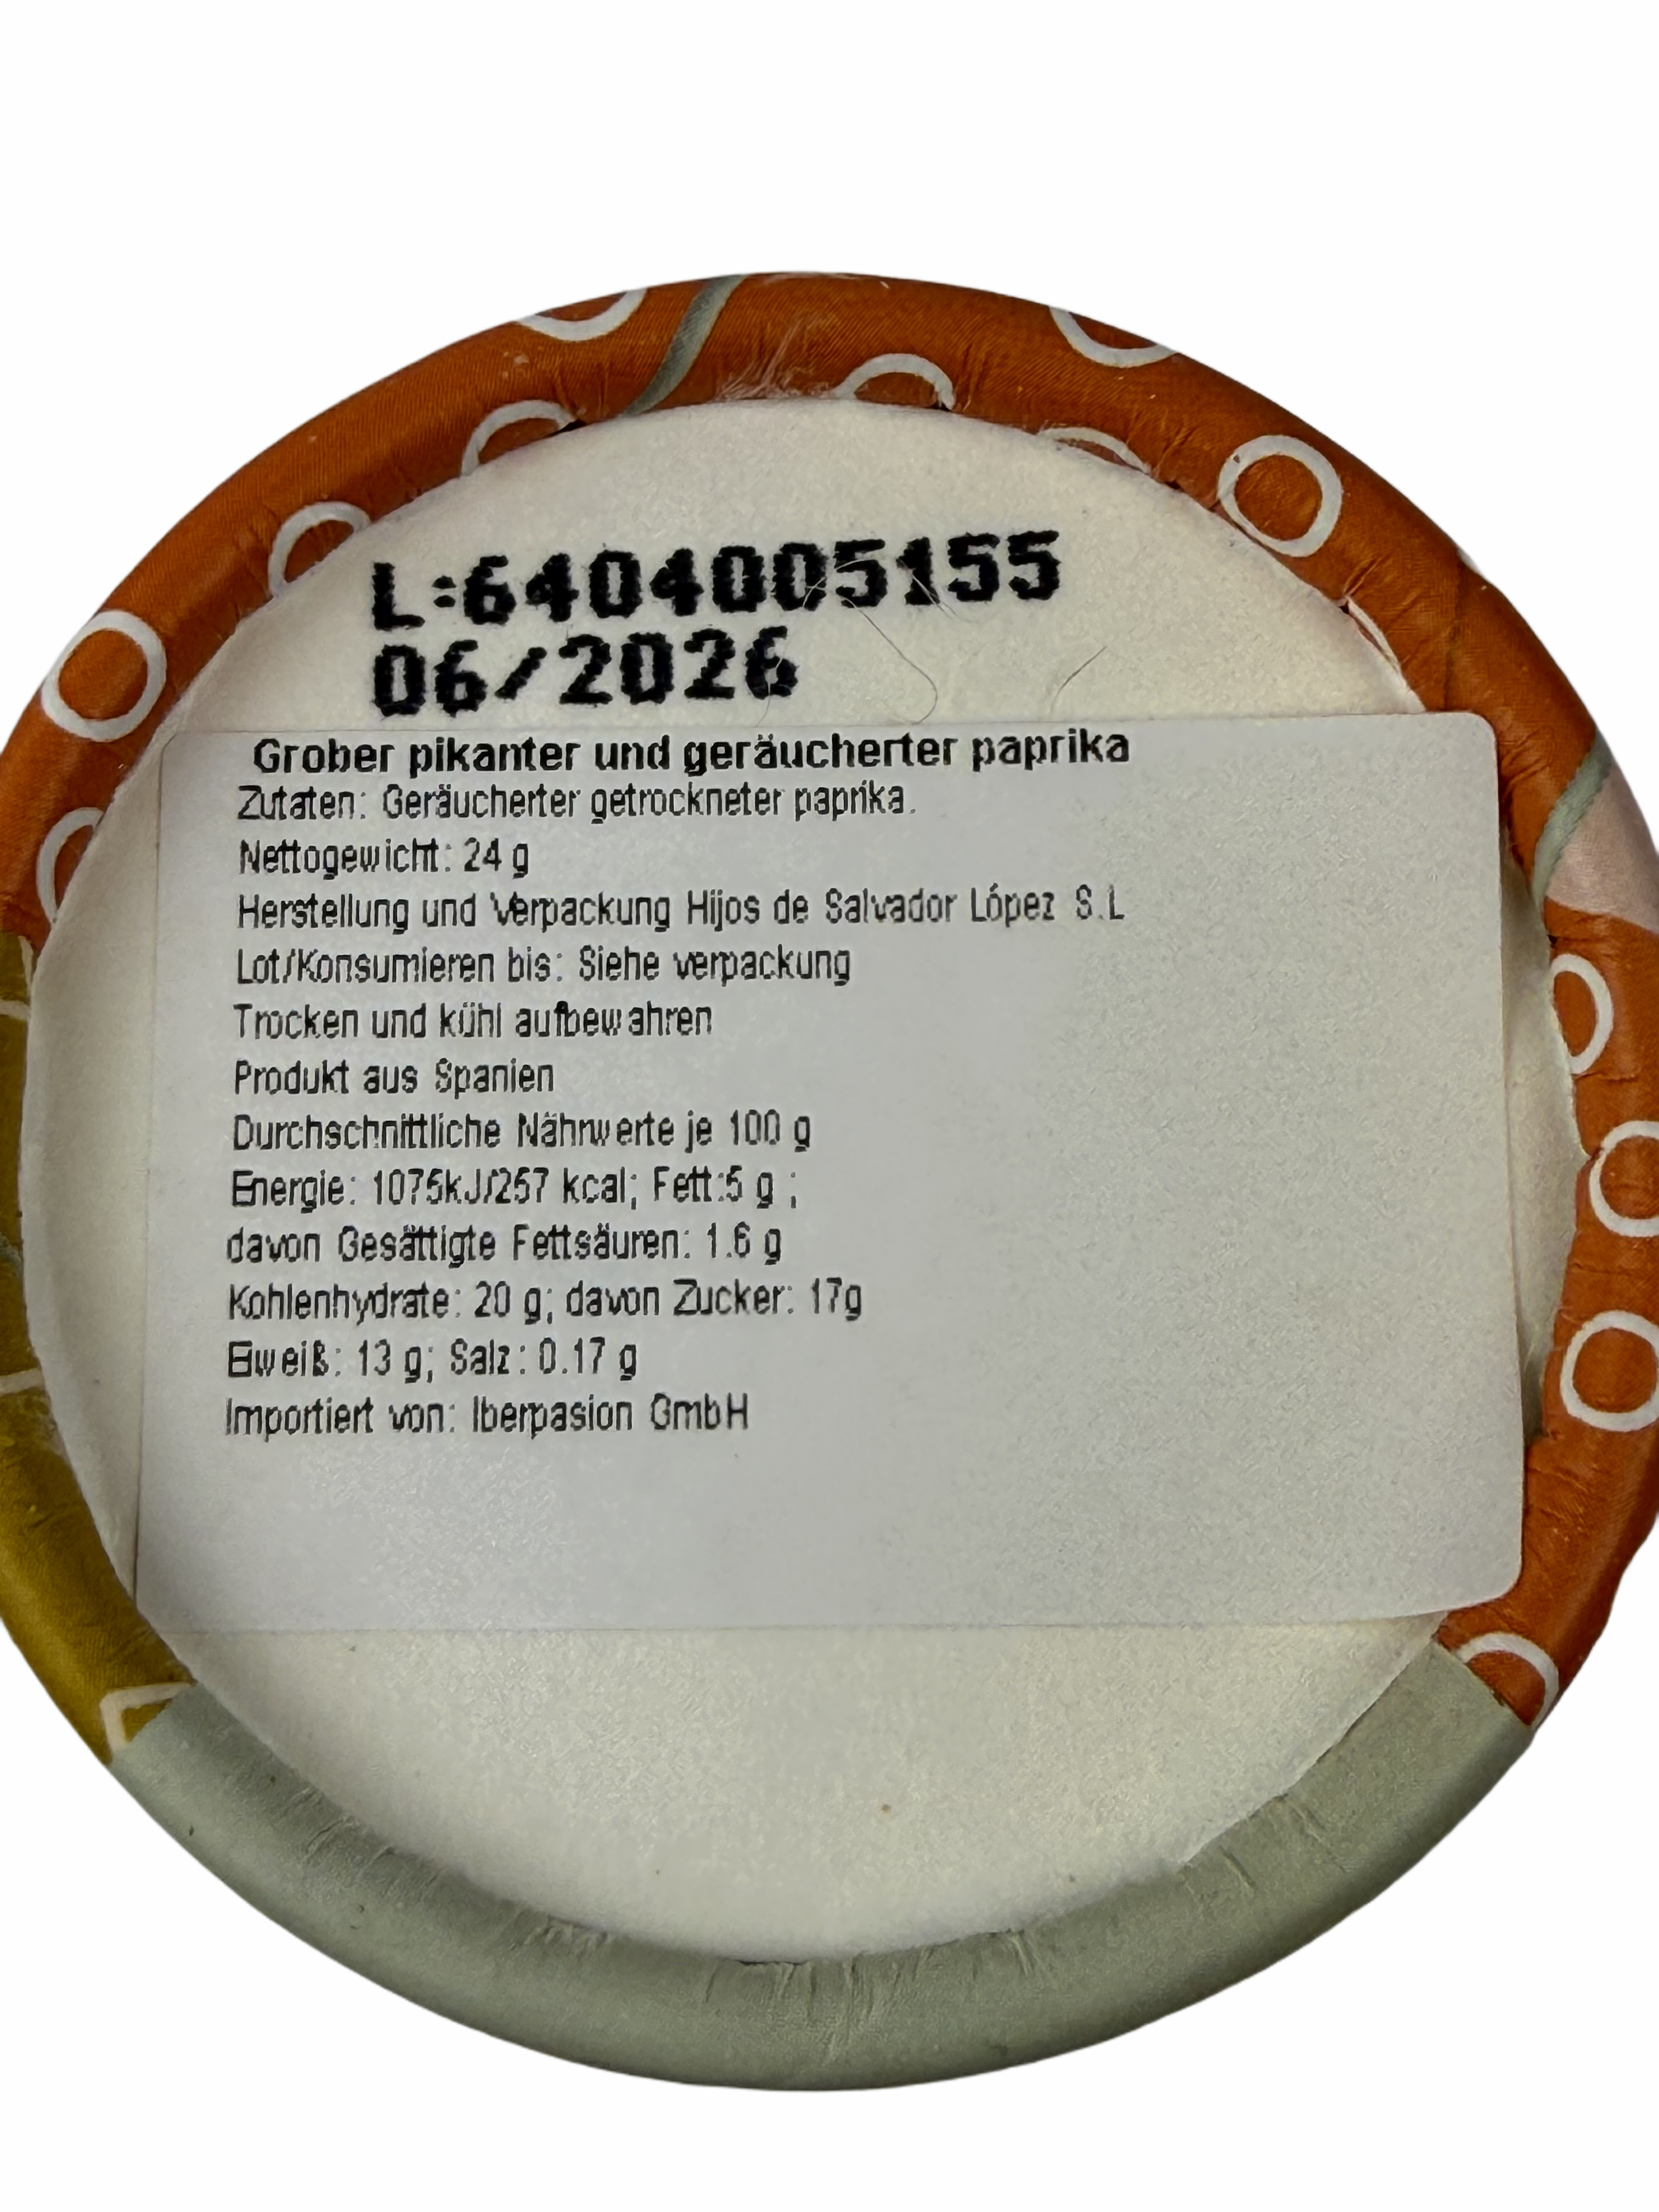 L:6404005155
06/2026
Grober pikanter und geräucherter paprika
Zutaten: Geräucherter getrockneter paprika.
Nettogewicht: 24 g
Herstellung und Verpackung Hijos de Salvador López S.L
Lot/Konsumieren bis: Siehe verpackung
Trocken und kühl aufbewahren
Produkt aus Spanien
Durchschnittliche Nährwerte je 100 g
Energie: 1075kJ/257 kcal; Fett:5 g ;
davon Gesättigte Fettsäuren: 1.6 g
Kohlenhydrate: 20 g; davon Zucker: 17g
Eiweiß: 13 g; Salz: 0.17 g
Importiert von: Iberpasion GmbH